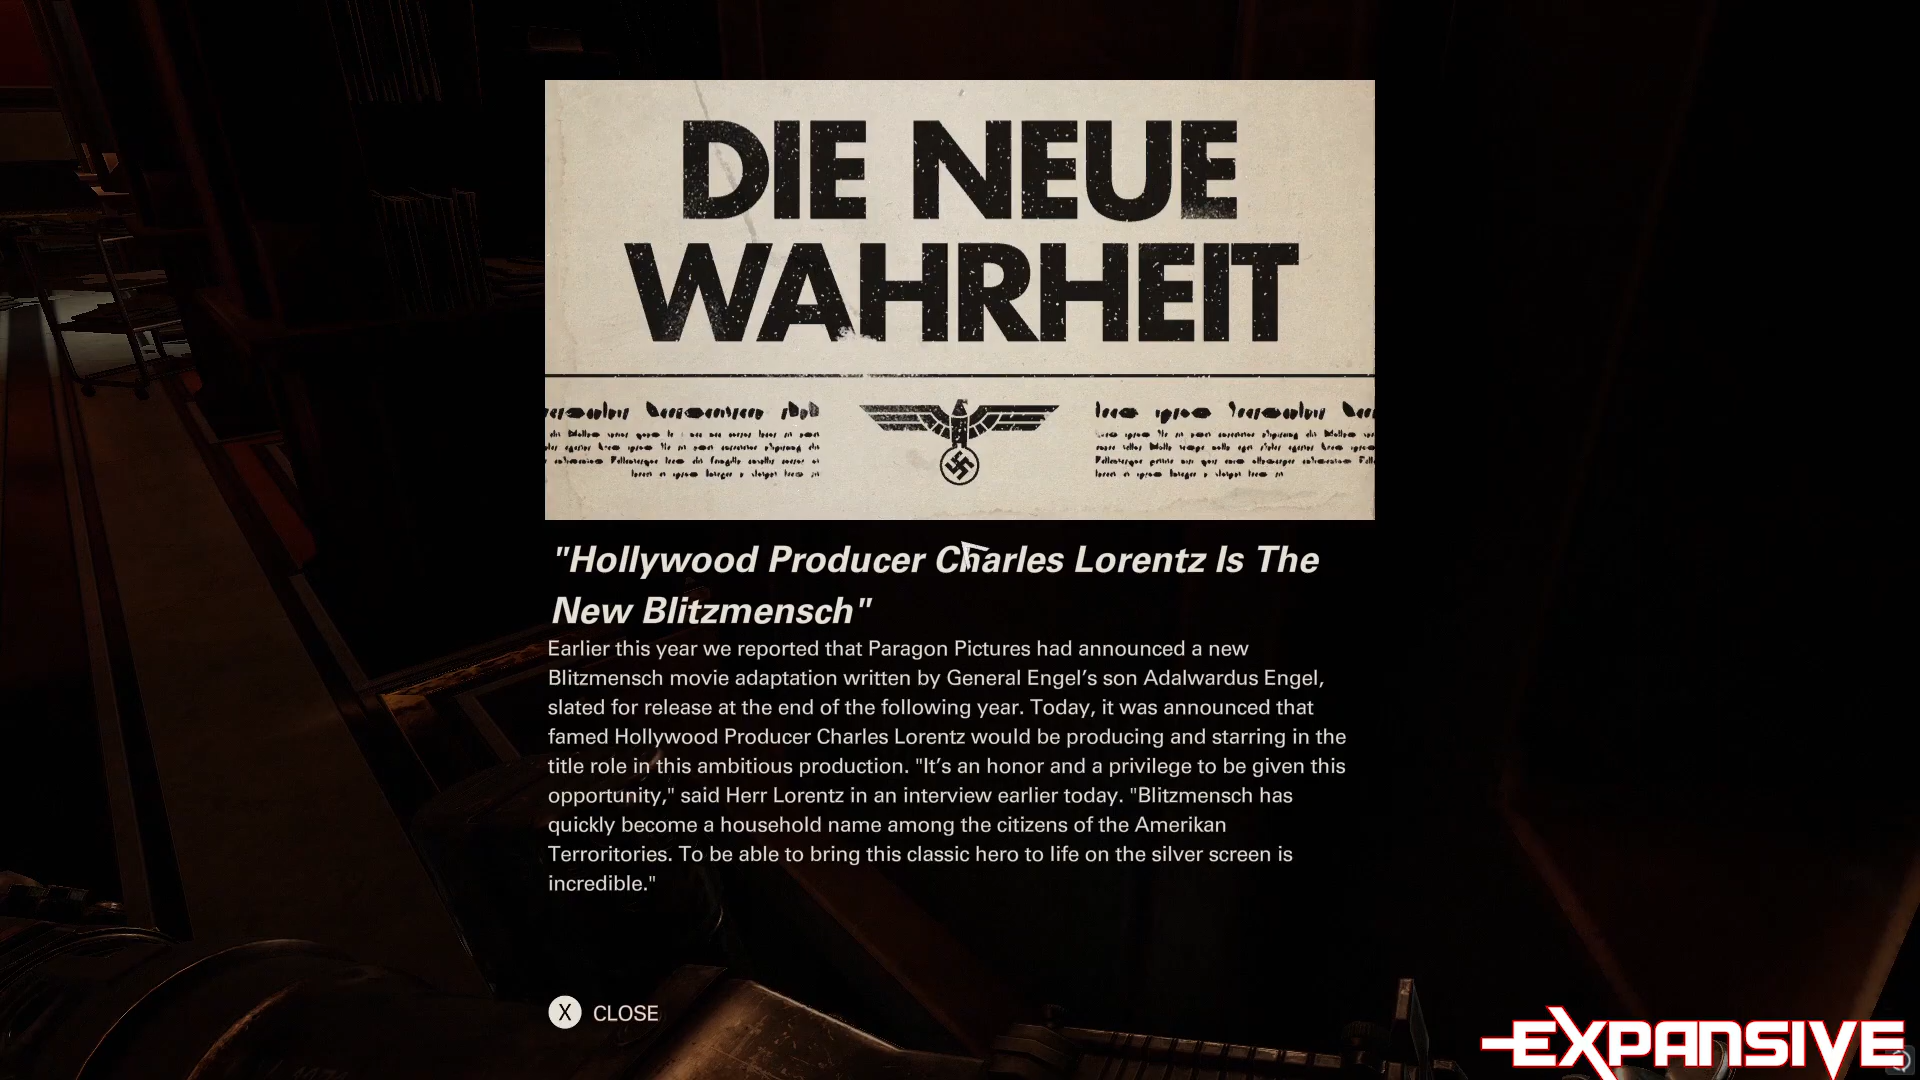 DIE NEUE
WAHRHEIT
"Hollywood Producer Charles Lorentz Is The
New Blitzmensch"
Earlier this year we reported that Paragon Pictures had announced a new
Blitzmensch movie adaptation written by General Engel’s son Adalwardus Engel,
slated for release at the end of the following year. Today, it was announced that
famed Hollywood Producer Charles Lorentz would be producing and starring in the
title role in this ambitious production. "It’s an honor and a privilege to be given this
opportunity," said Herr Lorentz in an interview earlier today. "Blitzmensch has
quickly become a household name among the citizens of the Amerikan
Terroritories. To be able to bring this classic hero to life on the silver screen is
incredible."
X CLOSE
EXPANSIVE